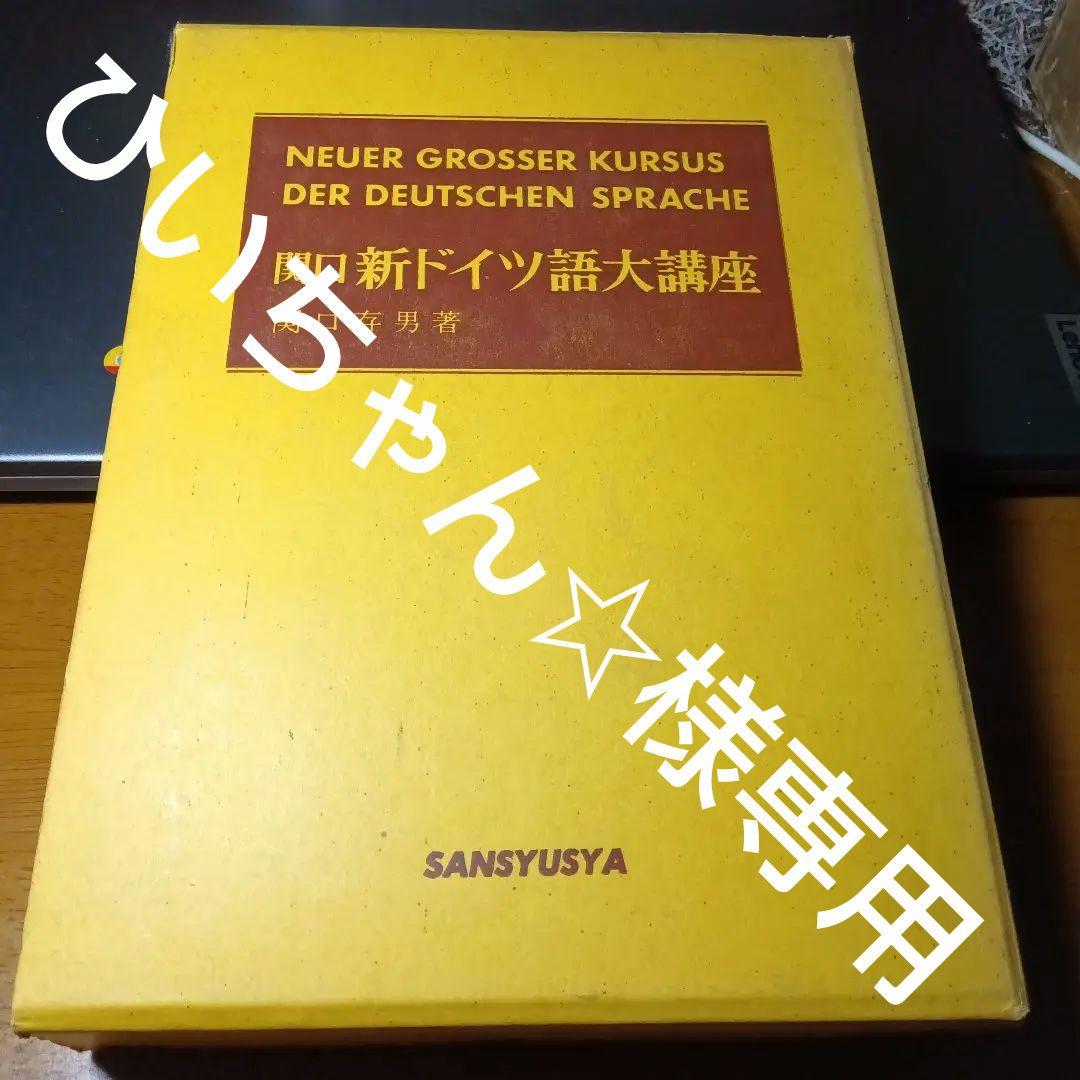 NEUER GROSSER KURSUS
DER DEUTSCHEN SPRACHE
関口 新ドイツ語大講座
関口存男著
SANSYUSYA
ひいちゃん☆様専用